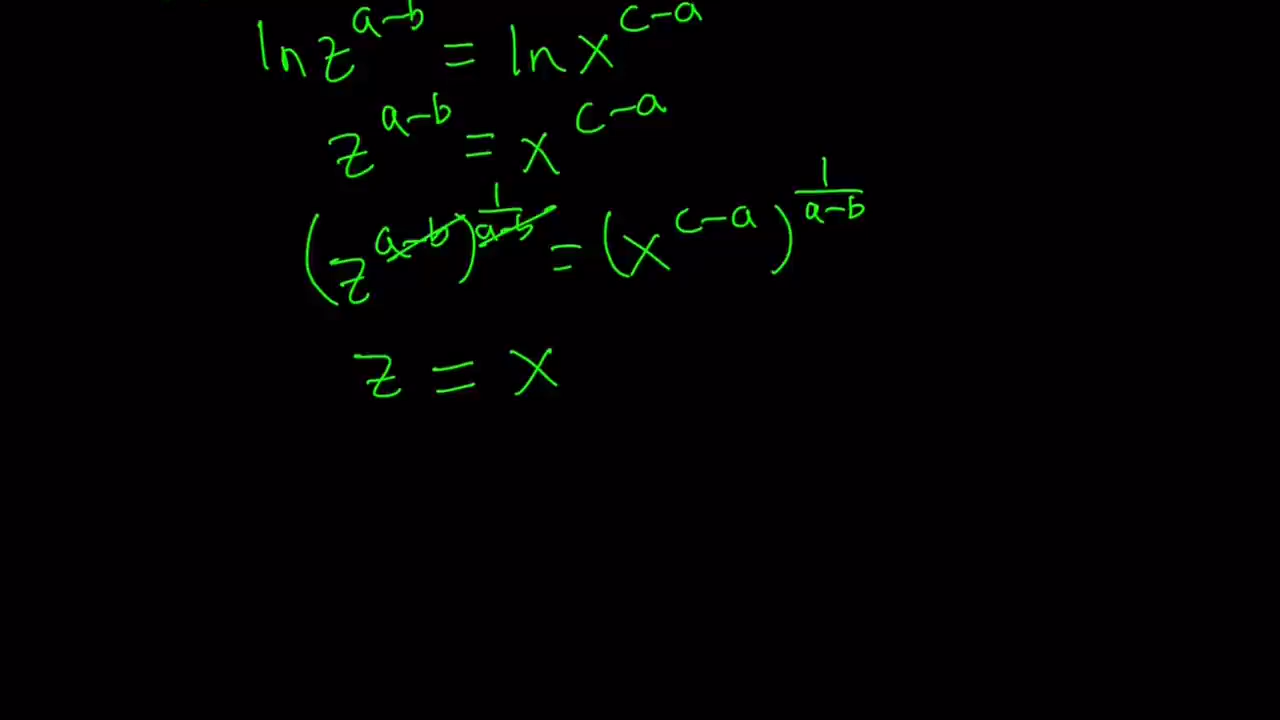 ln z^(a-b) = ln x^(c-a)
z^(a-b) = x^(c-a)
(z^(a-b))^(1/(a-b)) = (x^(c-a))^(1/(a-b))
z = x